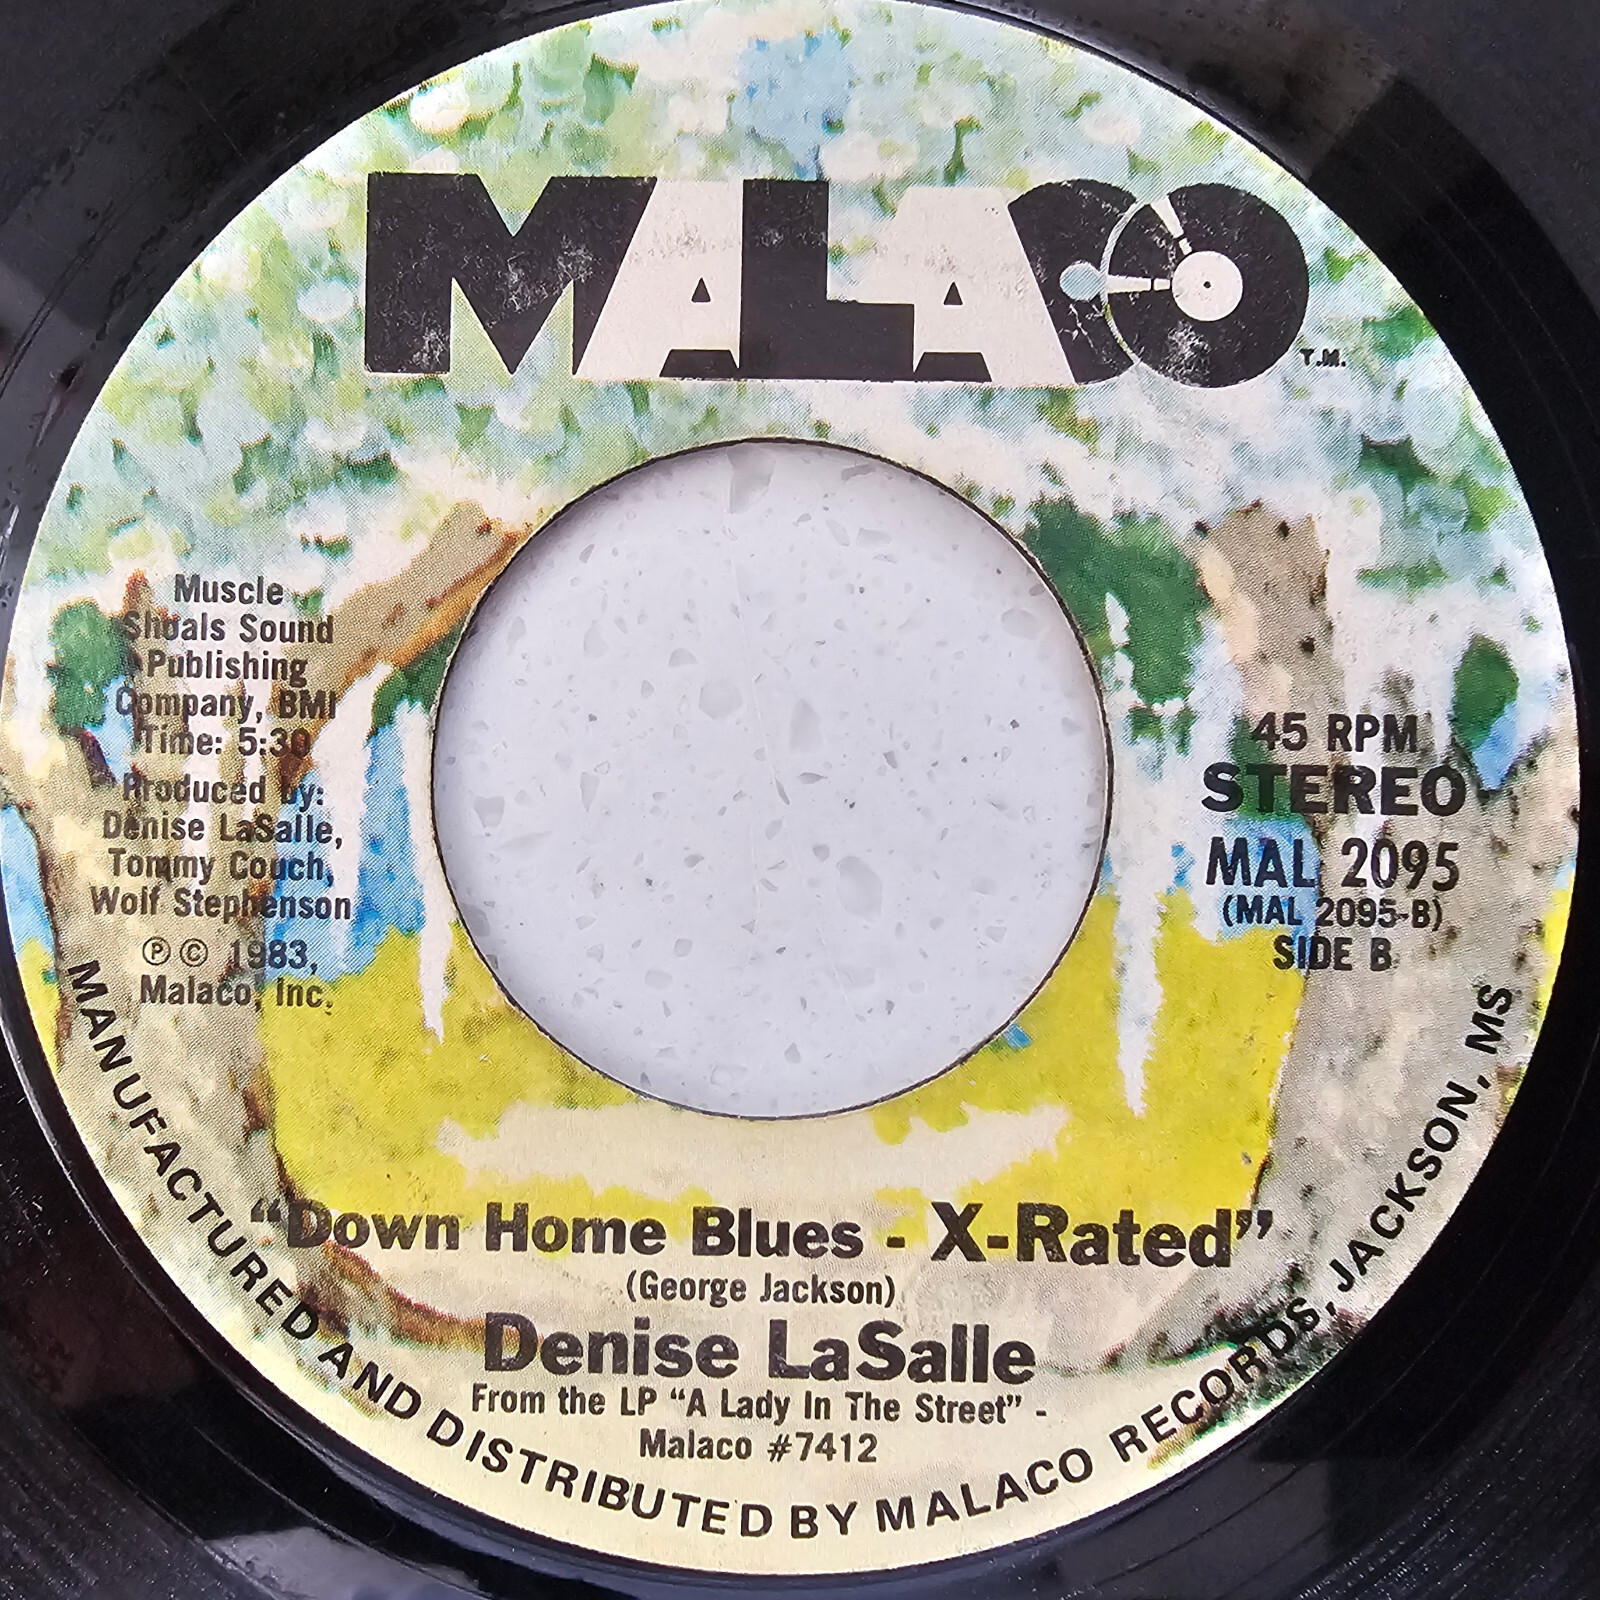 MALACO T.M.
Muscle
Shoals Sound
Publishing
Company, BMI
Time: 5:30
Produced by:
Denise LaSalle,
Tommy Couch,
Wolf Stephenson
℗ © 1983,
Malaco, Inc.
45 RPM
STEREO
MAL 2095
(MAL 2095-B)
SIDE B
“Down Home Blues - X-Rated”
(George Jackson)
Denise LaSalle
From the LP “A Lady In The Street” -
Malaco #7412
MANUFACTURED AND DISTRIBUTED BY MALACO RECORDS, JACKSON, MS